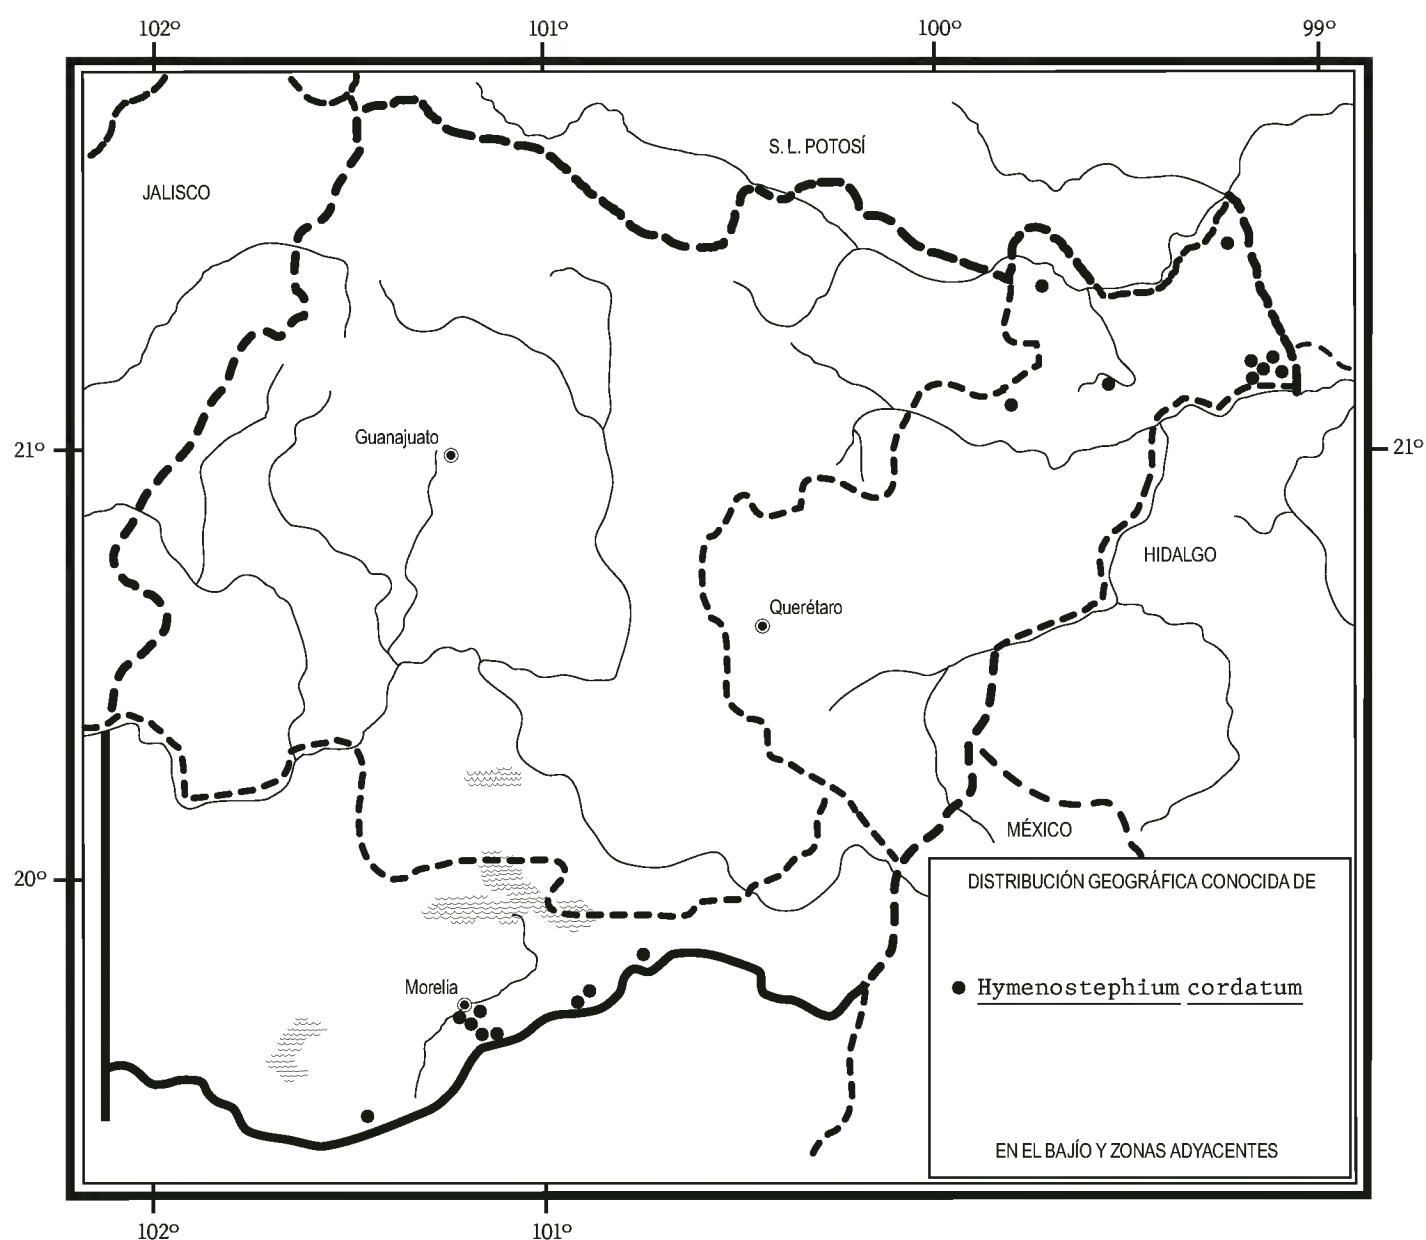 102º 101º 100º 99º
S. L. POTOSÍ
JALISCO
Guanajuato
21º 21º
HIDALGO
Querétaro
MÉXICO
20º
DISTRIBUCIÓN GEOGRÁFICA CONOCIDA DE
Morelia
Hymenostephium cordatum
EN EL BAJÍO Y ZONAS ADYACENTES
102º 101º